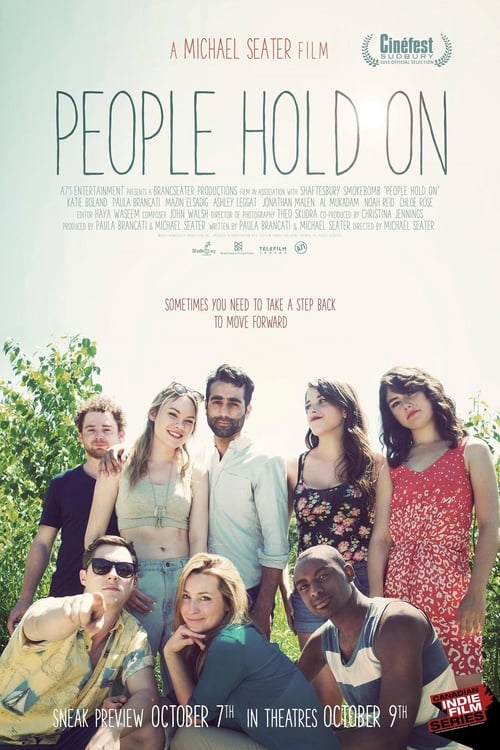 A MICHAEL SEATER FILM
Cinéfest
SUDBURY
2015 OFFICIAL SELECTION
PEOPLE HOLD ON
A71 ENTERTAINMENT PRESENTS A BRANCSEATER PRODUCTIONS FILM IN ASSOCIATION WITH SHAFTESBURY SMOKEBOMB "PEOPLE HOLD ON"
KATIE BOLAND PAULA BRANCATI MAZIN ELSADIG ASHLEY LEGGAT JONATHAN MALEN AL MUKADAM NOAH REID CHLOE ROSE
EDITOR HAYA WASEEM COMPOSER JOHN WALSH DIRECTOR OF PHOTOGRAPHY THEO SKUDRA CO-PRODUCED BY CHRISTINA JENNINGS
PRODUCED BY PAULA BRANCATI & MICHAEL SEATER WRITTEN BY PAULA BRANCATI & MICHAEL SEATER DIRECTED BY MICHAEL SEATER
TELEFILM
CANADA
A71
SOMETIMES YOU NEED TO TAKE A STEP BACK
TO MOVE FORWARD
CANADIAN
INDIE
FILM
SERIES
SNEAK PREVIEW OCTOBER 7TH IN THEATRES OCTOBER 9TH